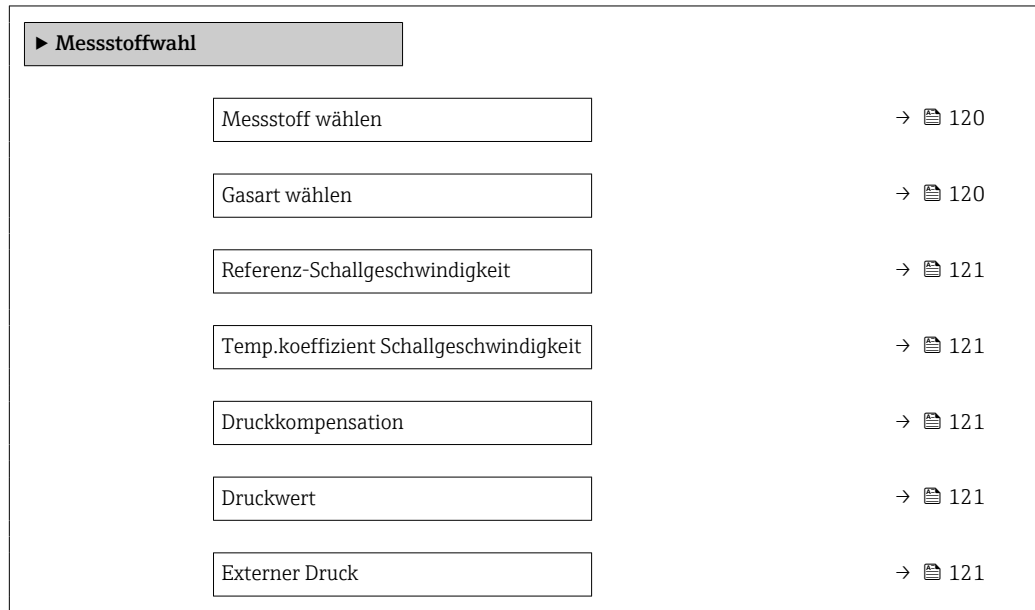 ▶ Messstoffwahl
Messstoff wählen → 120
Gasart wählen → 120
Referenz-Schallgeschwindigkeit → 121
Temp.koeffizient Schallgeschwindigkeit → 121
Druckkompensation → 121
Druckwert → 121
Externer Druck → 121